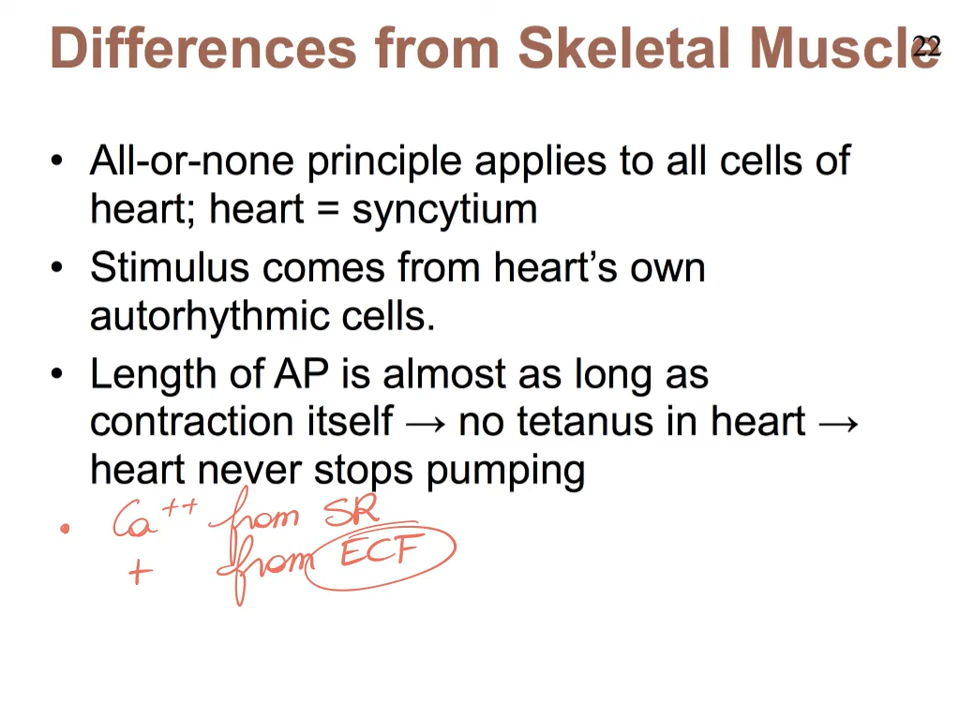 Differences from Skeletal Muscle
22
• All-or-none principle applies to all cells of
heart; heart = syncytium
• Stimulus comes from heart’s own
autorhythmic cells.
• Length of AP is almost as long as
contraction itself → no tetanus in heart →
heart never stops pumping
• Ca++ from SR
+ from ECF